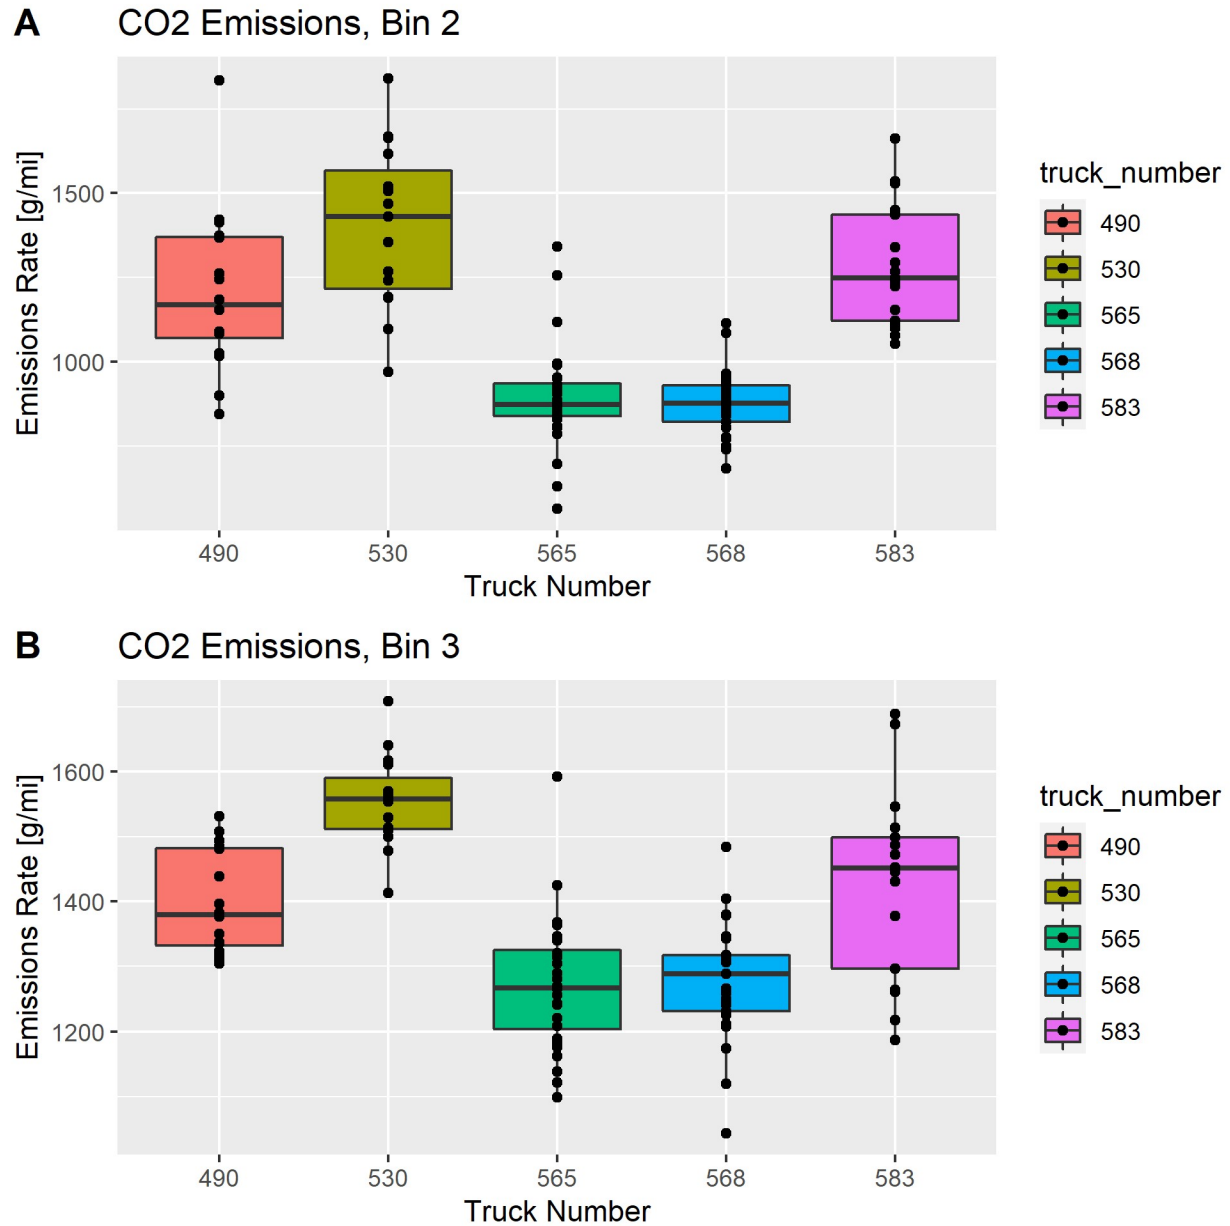 A CO2 Emissions, Bin 2
Emissions Rate [g/mi]
1500
1000
490 530 565 568 583
Truck Number
truck_number
490
530
565
568
583
B CO2 Emissions, Bin 3
Emissions Rate [g/mi]
1600
1400
1200
490 530 565 568 583
Truck Number
truck_number
490
530
565
568
583